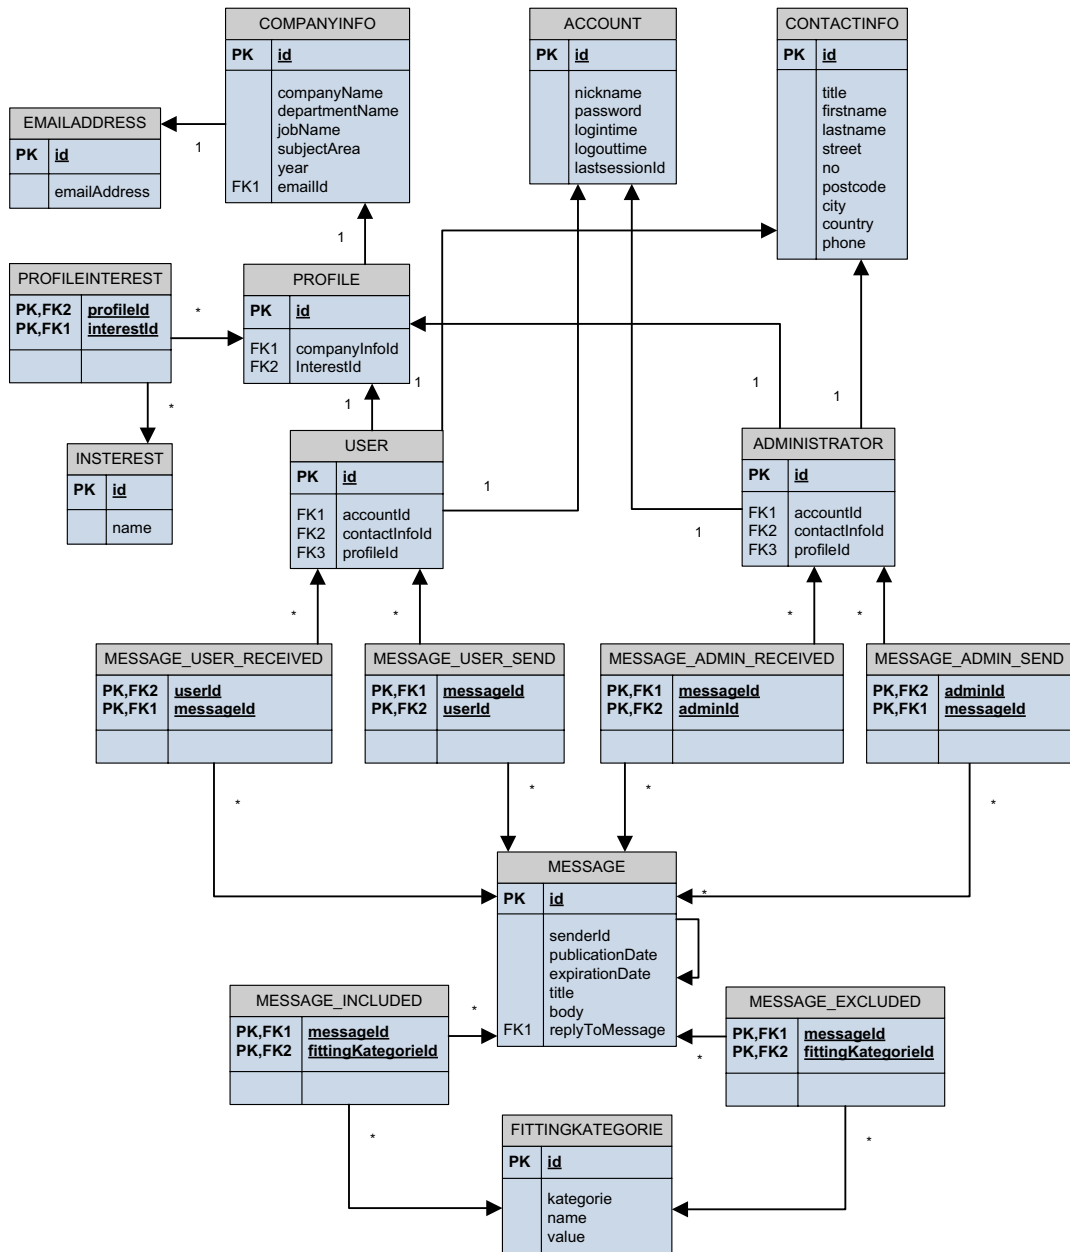 COMPANYINFO
PK id
companyName
departmentName
jobName
subjectArea
year
FK1 emailId
ACCOUNT
PK id
nickname
password
logintime
logouttime
lastsessionId
CONTACTINFO
PK id
title
firstname
lastname
street
no
postcode
city
country
phone
EMAILADDRESS
PK id
emailAddress
1
1
PROFILEINTEREST
PK,FK2 profileId
PK,FK1 interestId
*
PROFILE
PK id
FK1 companyInfoId
FK2 InterestId
*
1
1
1
1
INSTEREST
PK id
name
USER
PK id
FK1 accountId
FK2 contactInfoId
FK3 profileId
1
ADMINISTRATOR
PK id
FK1 accountId
FK2 contactInfoId
FK3 profileId
1
*
*
*
*
MESSAGE_USER_RECEIVED
PK,FK2 userId
PK,FK1 messageId
MESSAGE_USER_SEND
PK,FK1 messageId
PK,FK2 userId
MESSAGE_ADMIN_RECEIVED
PK,FK1 messageId
PK,FK2 adminId
MESSAGE_ADMIN_SEND
PK,FK2 adminId
PK,FK1 messageId
*
*
*
*
MESSAGE
PK id
senderId
publicationDate
expirationDate
title
body
FK1 replyToMessage
*
MESSAGE_INCLUDED
PK,FK1 messageId
PK,FK2 fittingKategorieId
*
MESSAGE_EXCLUDED
PK,FK1 messageId
PK,FK2 fittingKategorieId
*
*
*
FITTINGKATEGORIE
PK id
kategorie
name
value